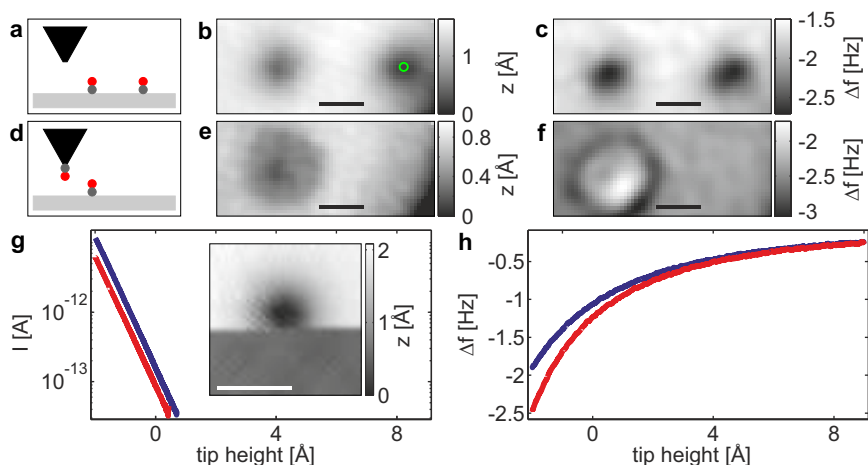 a
b
1
0
z [Å]
c
-1.5
-2
-2.5
Δf [Hz]
d
e
0.8
0.4
0
z [Å]
f
-2
-2.5
-3
Δf [Hz]
g
10⁻¹²
10⁻¹³
I [A]
2
1
0
z [Å]
0 4 8
tip height [Å]
h
-0.5
-1.0
-1.5
-2
-2.5
Δf [Hz]
0 4 8
tip height [Å]